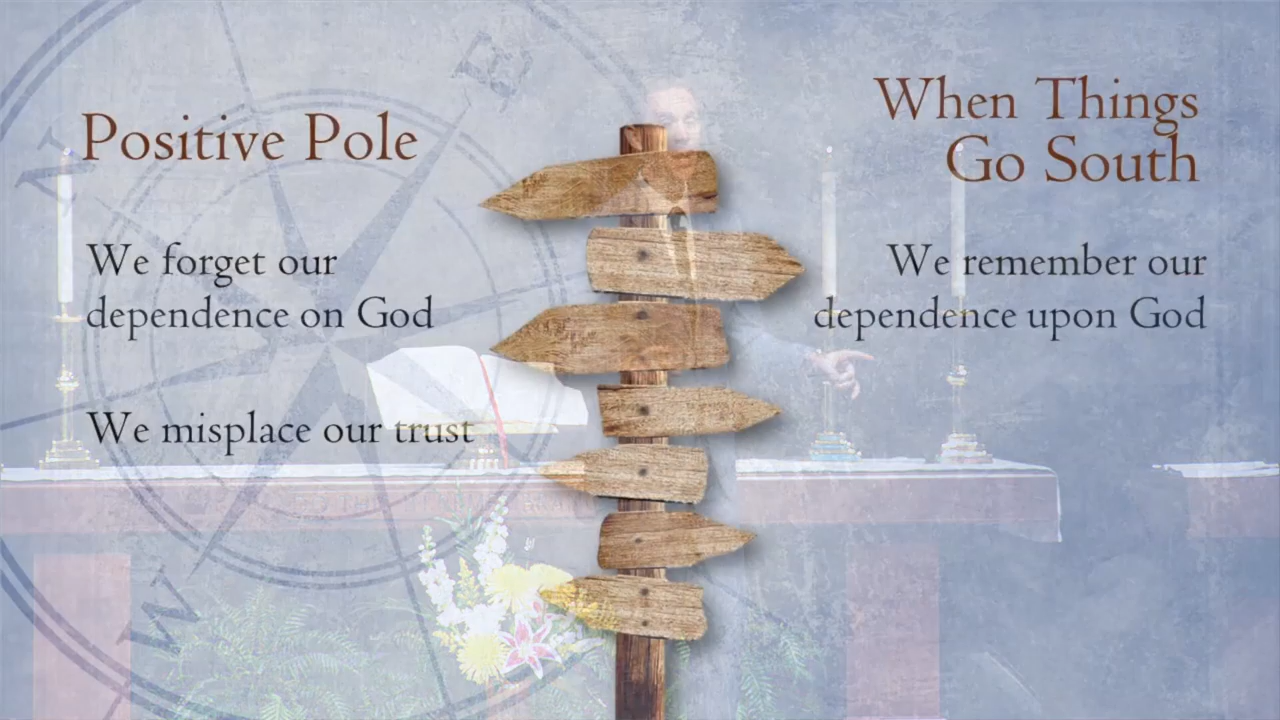 Positive Pole
We forget our
dependence on God
We misplace our trust
When Things
Go South
We remember our
dependence upon God
N
E
W